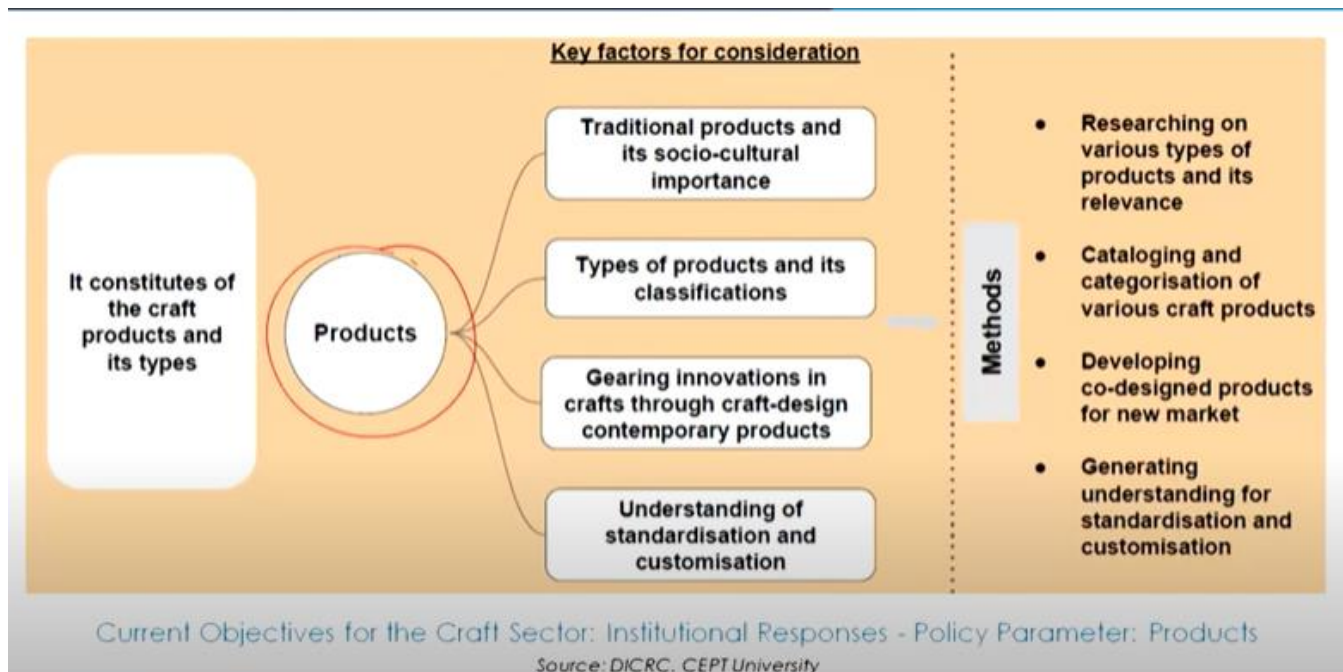 Key factors for consideration
It constitutes of
the craft
products and
its types
Products
Traditional products and
its socio-cultural
importance
Types of products and its
classifications
Gearing innovations in
crafts through craft-design
contemporary products
Understanding of
standardisation and
customisation
Methods
● Researching on
various types of
products and its
relevance
● Cataloging and
categorisation of
various craft products
● Developing
co-designed products
for new market
● Generating
understanding for
standardisation and
customisation
Current Objectives for the Craft Sector: Institutional Responses - Policy Parameter: Products
Source: DICRC, CEPT University